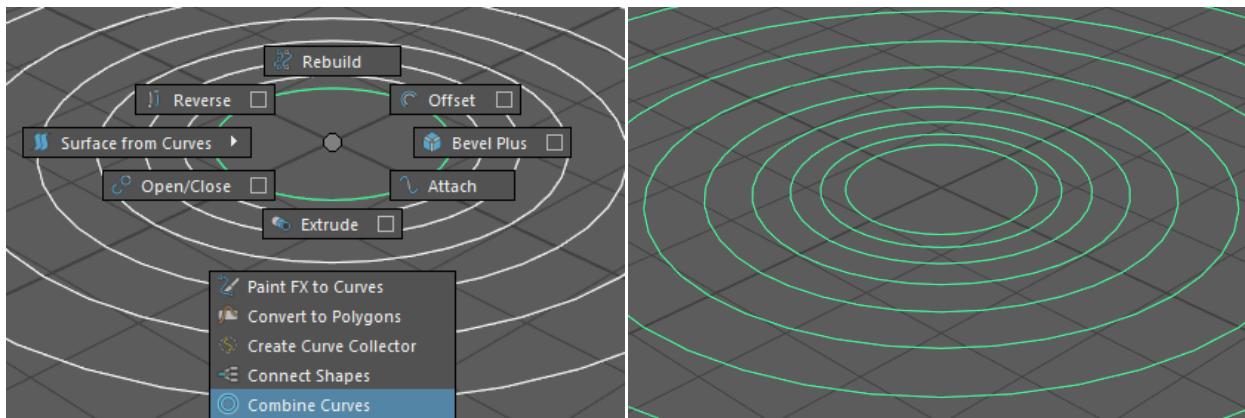 Rebuild
Reverse
Offset
Surface from Curves
Bevel Plus
Open/Close
Attach
Extrude
Paint FX to Curves
Convert to Polygons
Create Curve Collector
Connect Shapes
Combine Curves